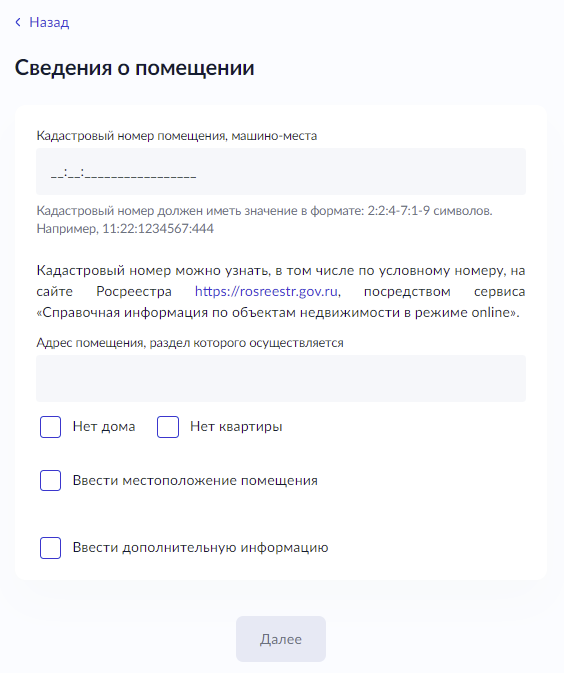 Назад
Сведения о помещении
Кадастровый номер помещения, машино-места
__:__:_________________
Кадастровый номер должен иметь значение в формате: 2:2:4-7:1-9 символов.
Например, 11:22:1234567:444
Кадастровый номер можно узнать, в том числе по условному номеру, на
сайте Росреестра https://rosreestr.gov.ru, посредством сервиса
«Справочная информация по объектам недвижимости в режиме online».
Адрес помещения, раздел которого осуществляется
Нет дома Нет квартиры
Ввести местоположение помещения
Ввести дополнительную информацию
Далее